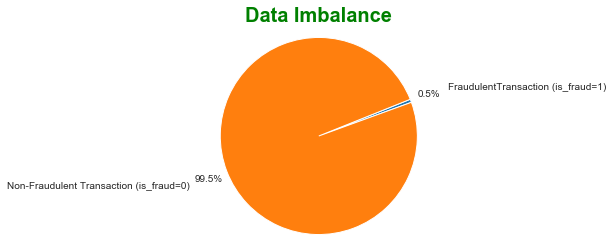 Data Imbalance
FraudulentTransaction (is_fraud=1)
0.5%
99.5%
Non-Fraudulent Transaction (is_fraud=0)